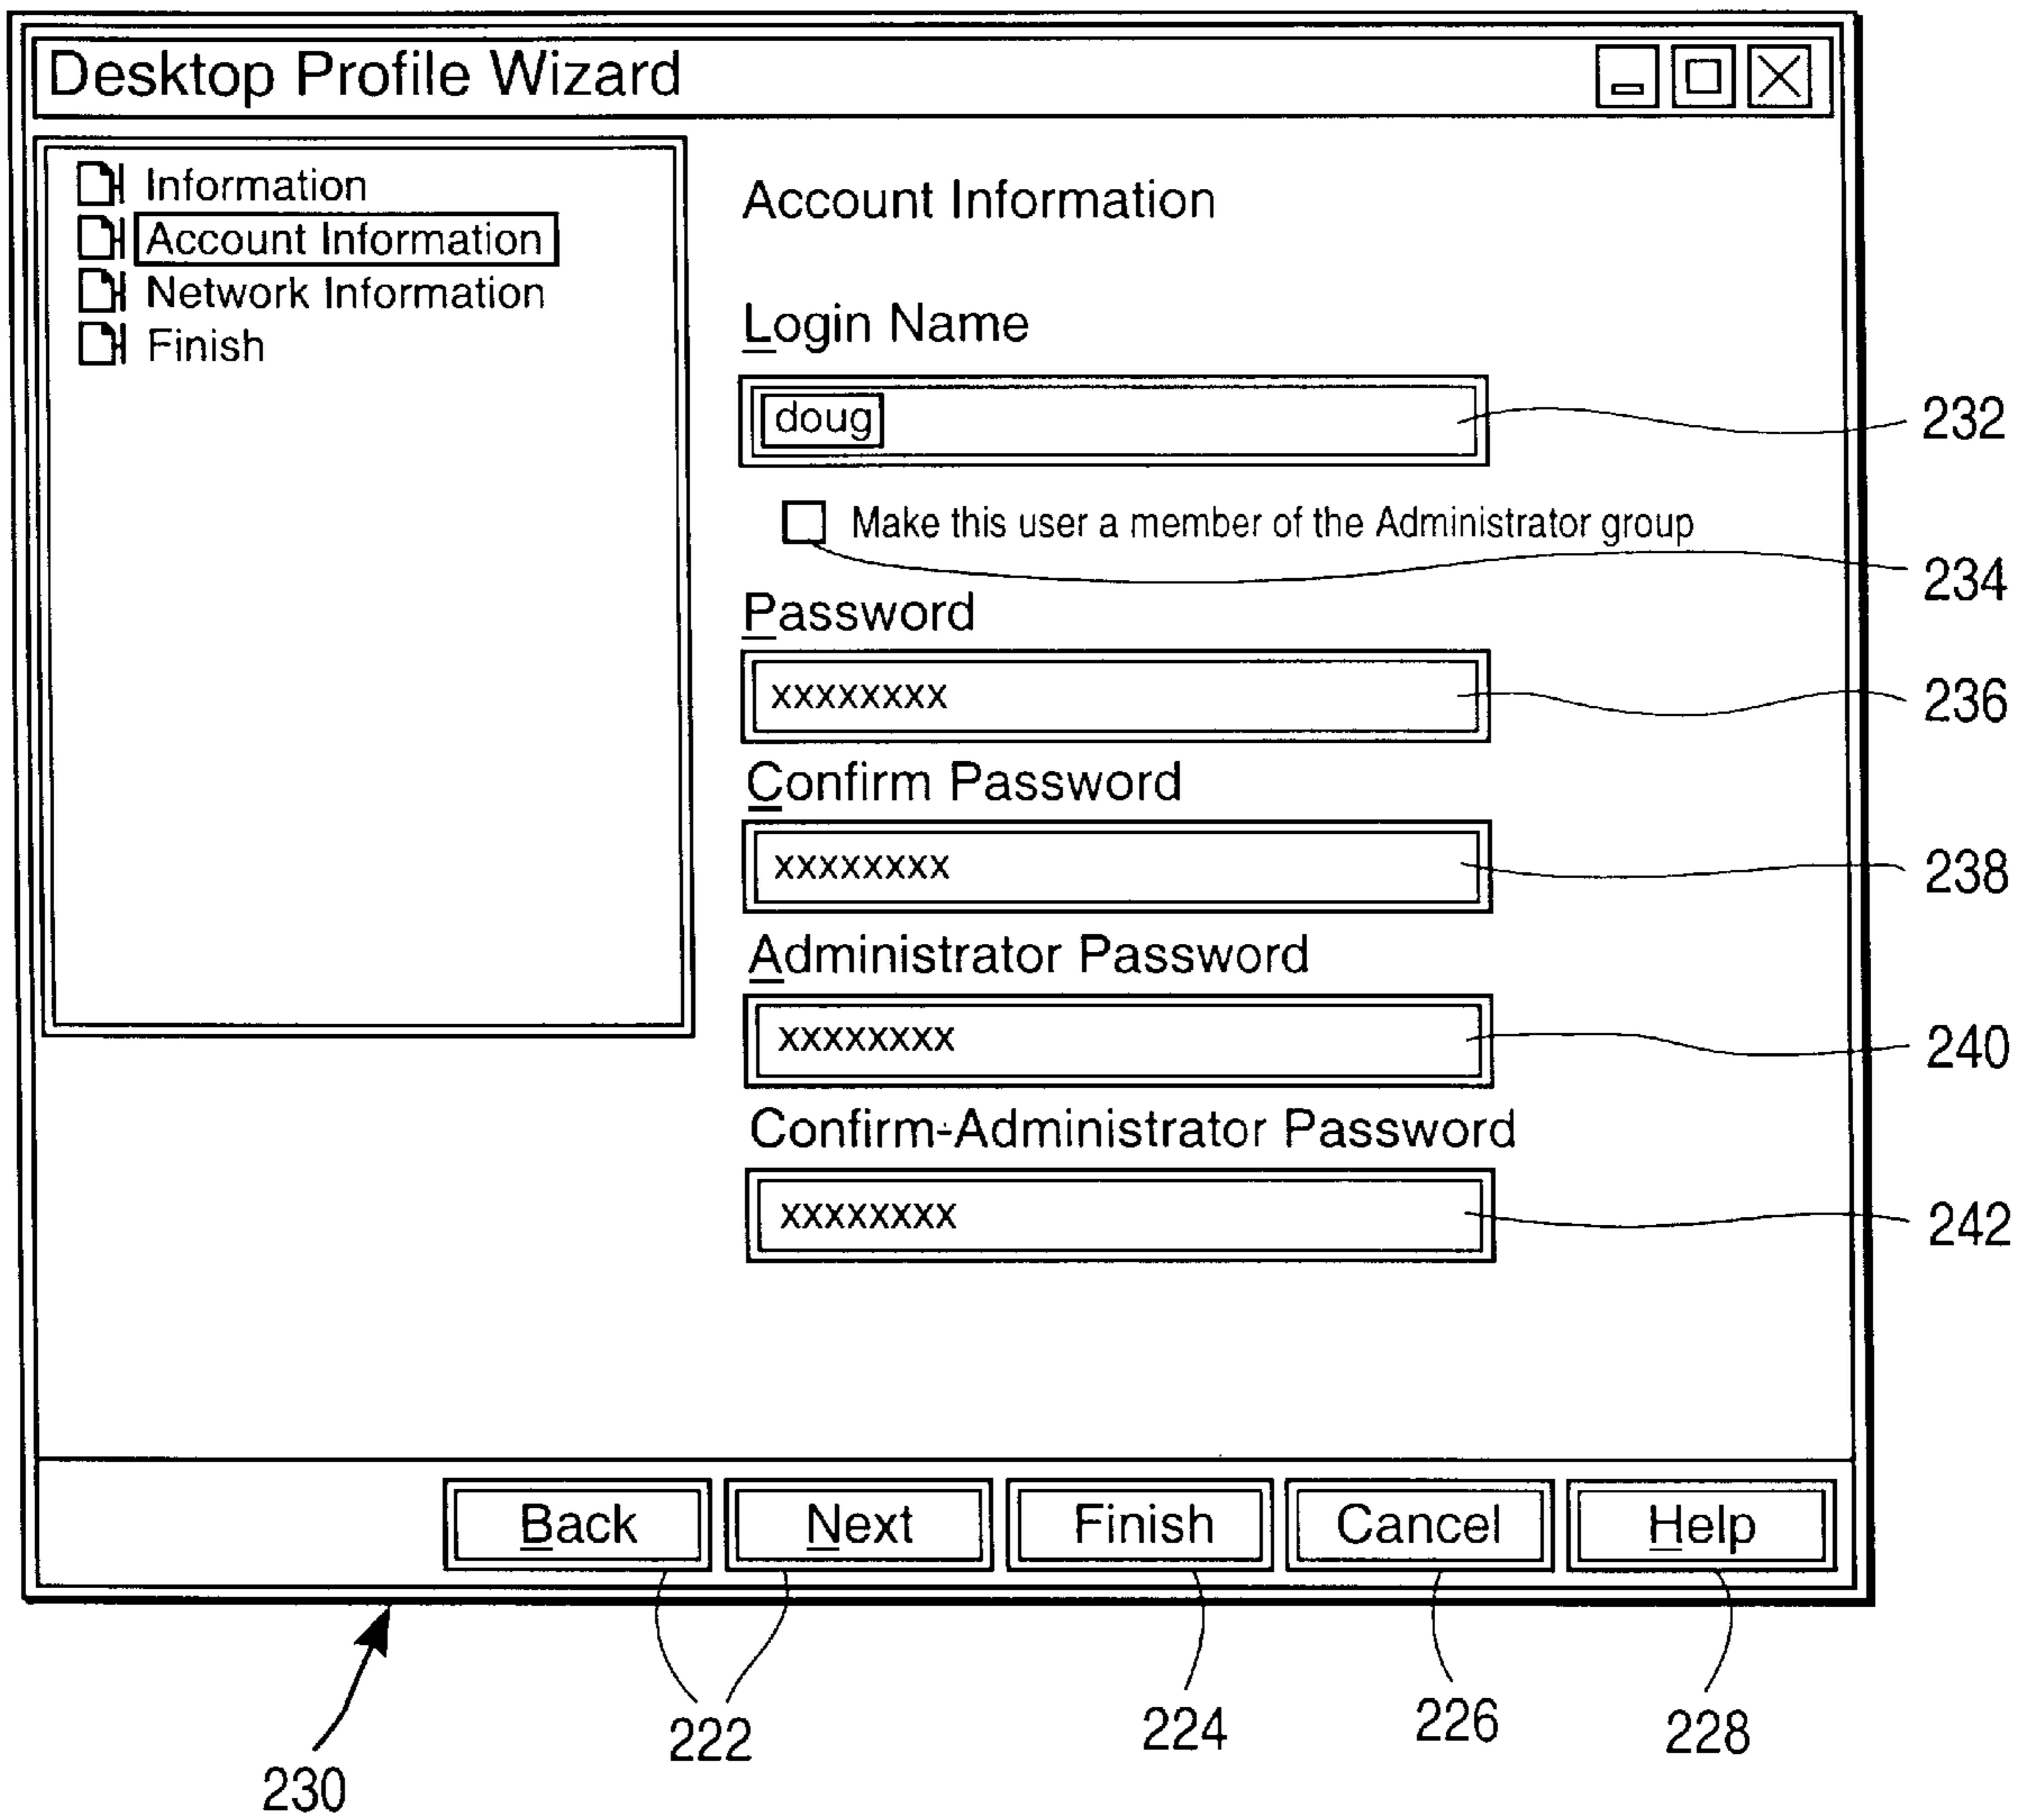 Desktop Profile Wizard
Information
Account Information
Network Information
Finish
Account Information
Login Name
doug
232
Make this user a member of the Administrator group
234
Password
xxxxxxxx
236
Confirm Password
xxxxxxxx
238
Administrator Password
xxxxxxxx
240
Confirm-Administrator Password
xxxxxxxx
242
Back Next Finish Cancel Help
222 224 226 228
230